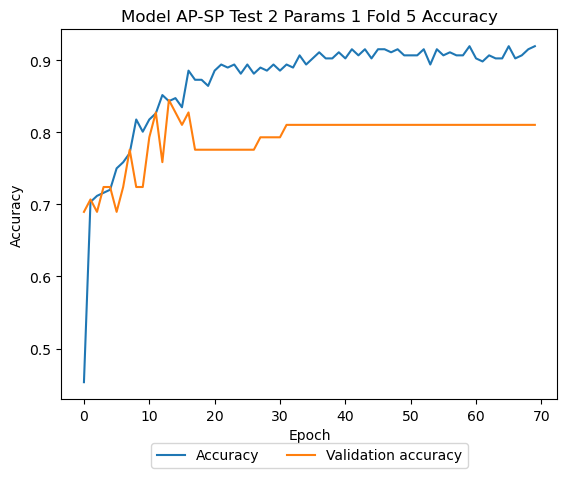 Model AP-SP Test 2 Params 1 Fold 5 Accuracy
Accuracy
0.9
0.8
0.7
0.6
0.5
0 10 20 30 40 50 60 70
Epoch
Accuracy Validation accuracy